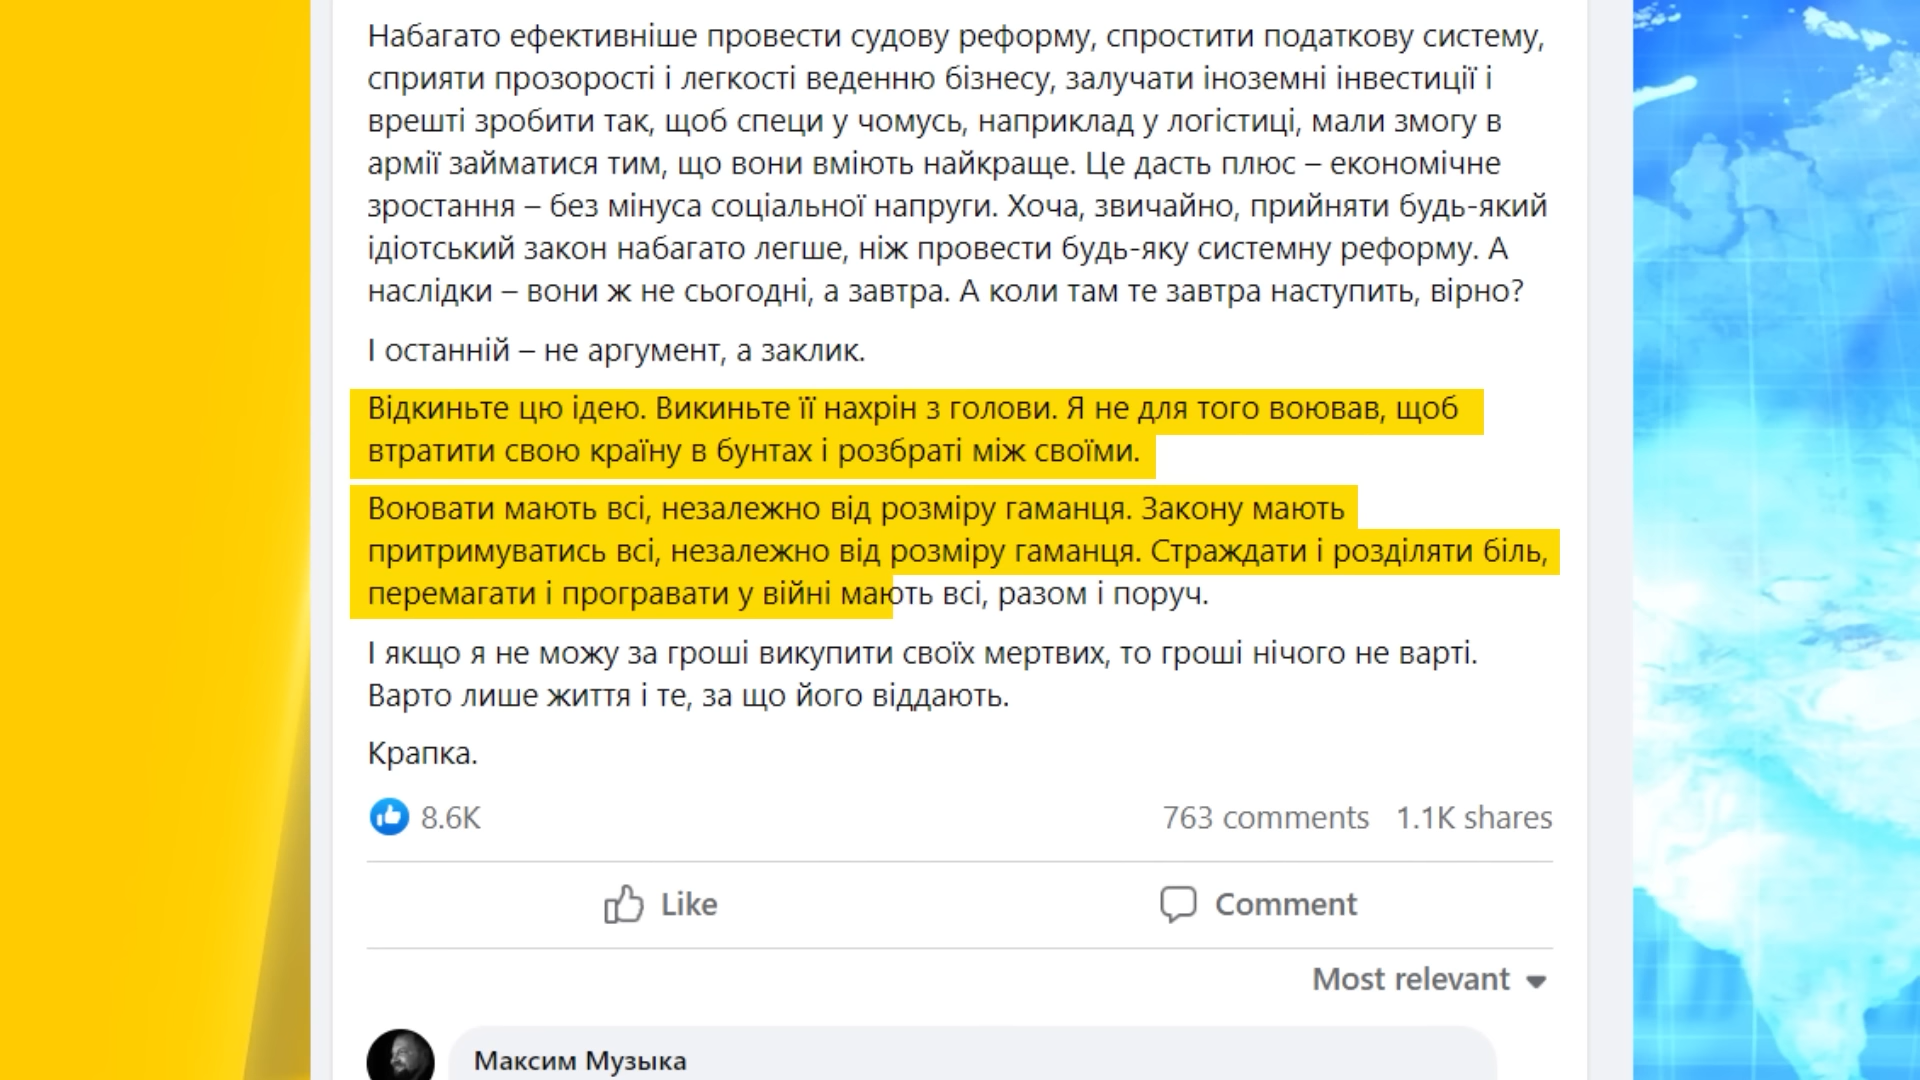 Набагато ефективніше провести судову реформу, спростити податкову систему,
сприяти прозорості і легкості веденню бізнесу, залучати іноземні інвестиції і
врешті зробити так, щоб специ у чомусь, наприклад у логістиці, мали змогу в
армії займатися тим, що вони вміють найкраще. Це дасть плюс – економічне
зростання – без мінуса соціальної напруги. Хоча, звичайно, прийняти будь-який
ідіотський закон набагато легше, ніж провести будь-яку системну реформу. А
наслідки – вони ж не сьогодні, а завтра. А коли там те завтра наступить, вірно?
І останній – не аргумент, а заклик.
Відкиньте цю ідею. Викиньте її нахрін з голови. Я не для того воював, щоб
втратити свою країну в бунтах і розбраті між своїми.
Воювати мають всі, незалежно від розміру гаманця. Закону мають
притримуватись всі, незалежно від розміру гаманця. Страждати і розділяти біль,
перемагати і програвати у війні мають всі, разом і поруч.
І якщо я не можу за гроші викупити своїх мертвих, то гроші нічого не варті.
Варто лише життя і те, за що його віддають.
Крапка.
8.6K 763 comments 1.1K shares
Like Comment
Most relevant
Максим Музыка